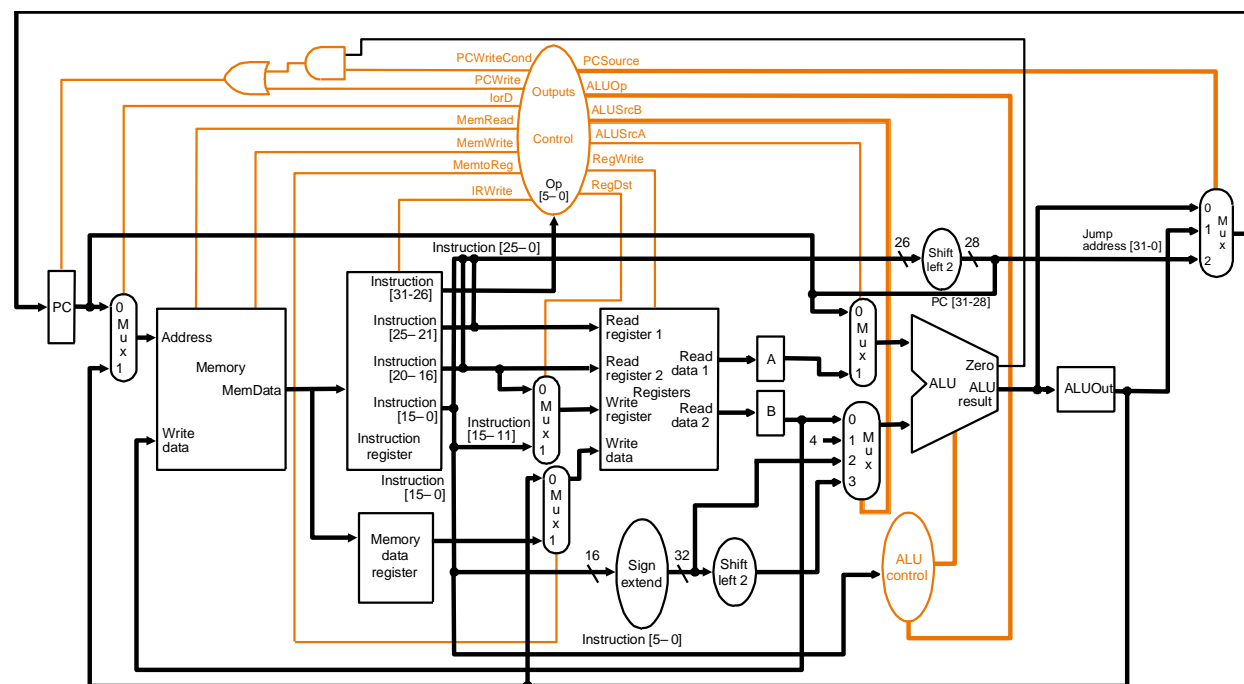 PCWriteCond
PCSource
PCWrite
ALUOp
IorD
Outputs
ALUSrcB
MemRead
ALUSrcA
MemWrite
Control
RegWrite
MemtoReg
RegDst
IRWrite
Op
[5– 0]
Instruction [25– 0]
26
Shift
left 2
28
Jump
address [31-0]
0
1
2
M
u
x
PC [31-28]
PC
0
M
u
x
1
Address
Memory
MemData
Write
data
Instruction
[31-26]
Instruction
[25– 21]
Instruction
[20– 16]
Instruction
[15– 0]
Instruction
register
Instruction
[15– 11]
Instruction
[15– 0]
0
M
u
x
1
Read
register 1
Read
register 2
Write
register
Write
data
Registers
Read
data 1
Read
data 2
A
B
0
M
u
x
1
4
0
1
2
3
M
u
x
Zero
ALU
ALU
result
ALUOut
0
M
u
x
1
Memory
data
register
16
Sign
extend
32
Shift
left 2
ALU
control
Instruction [5– 0]